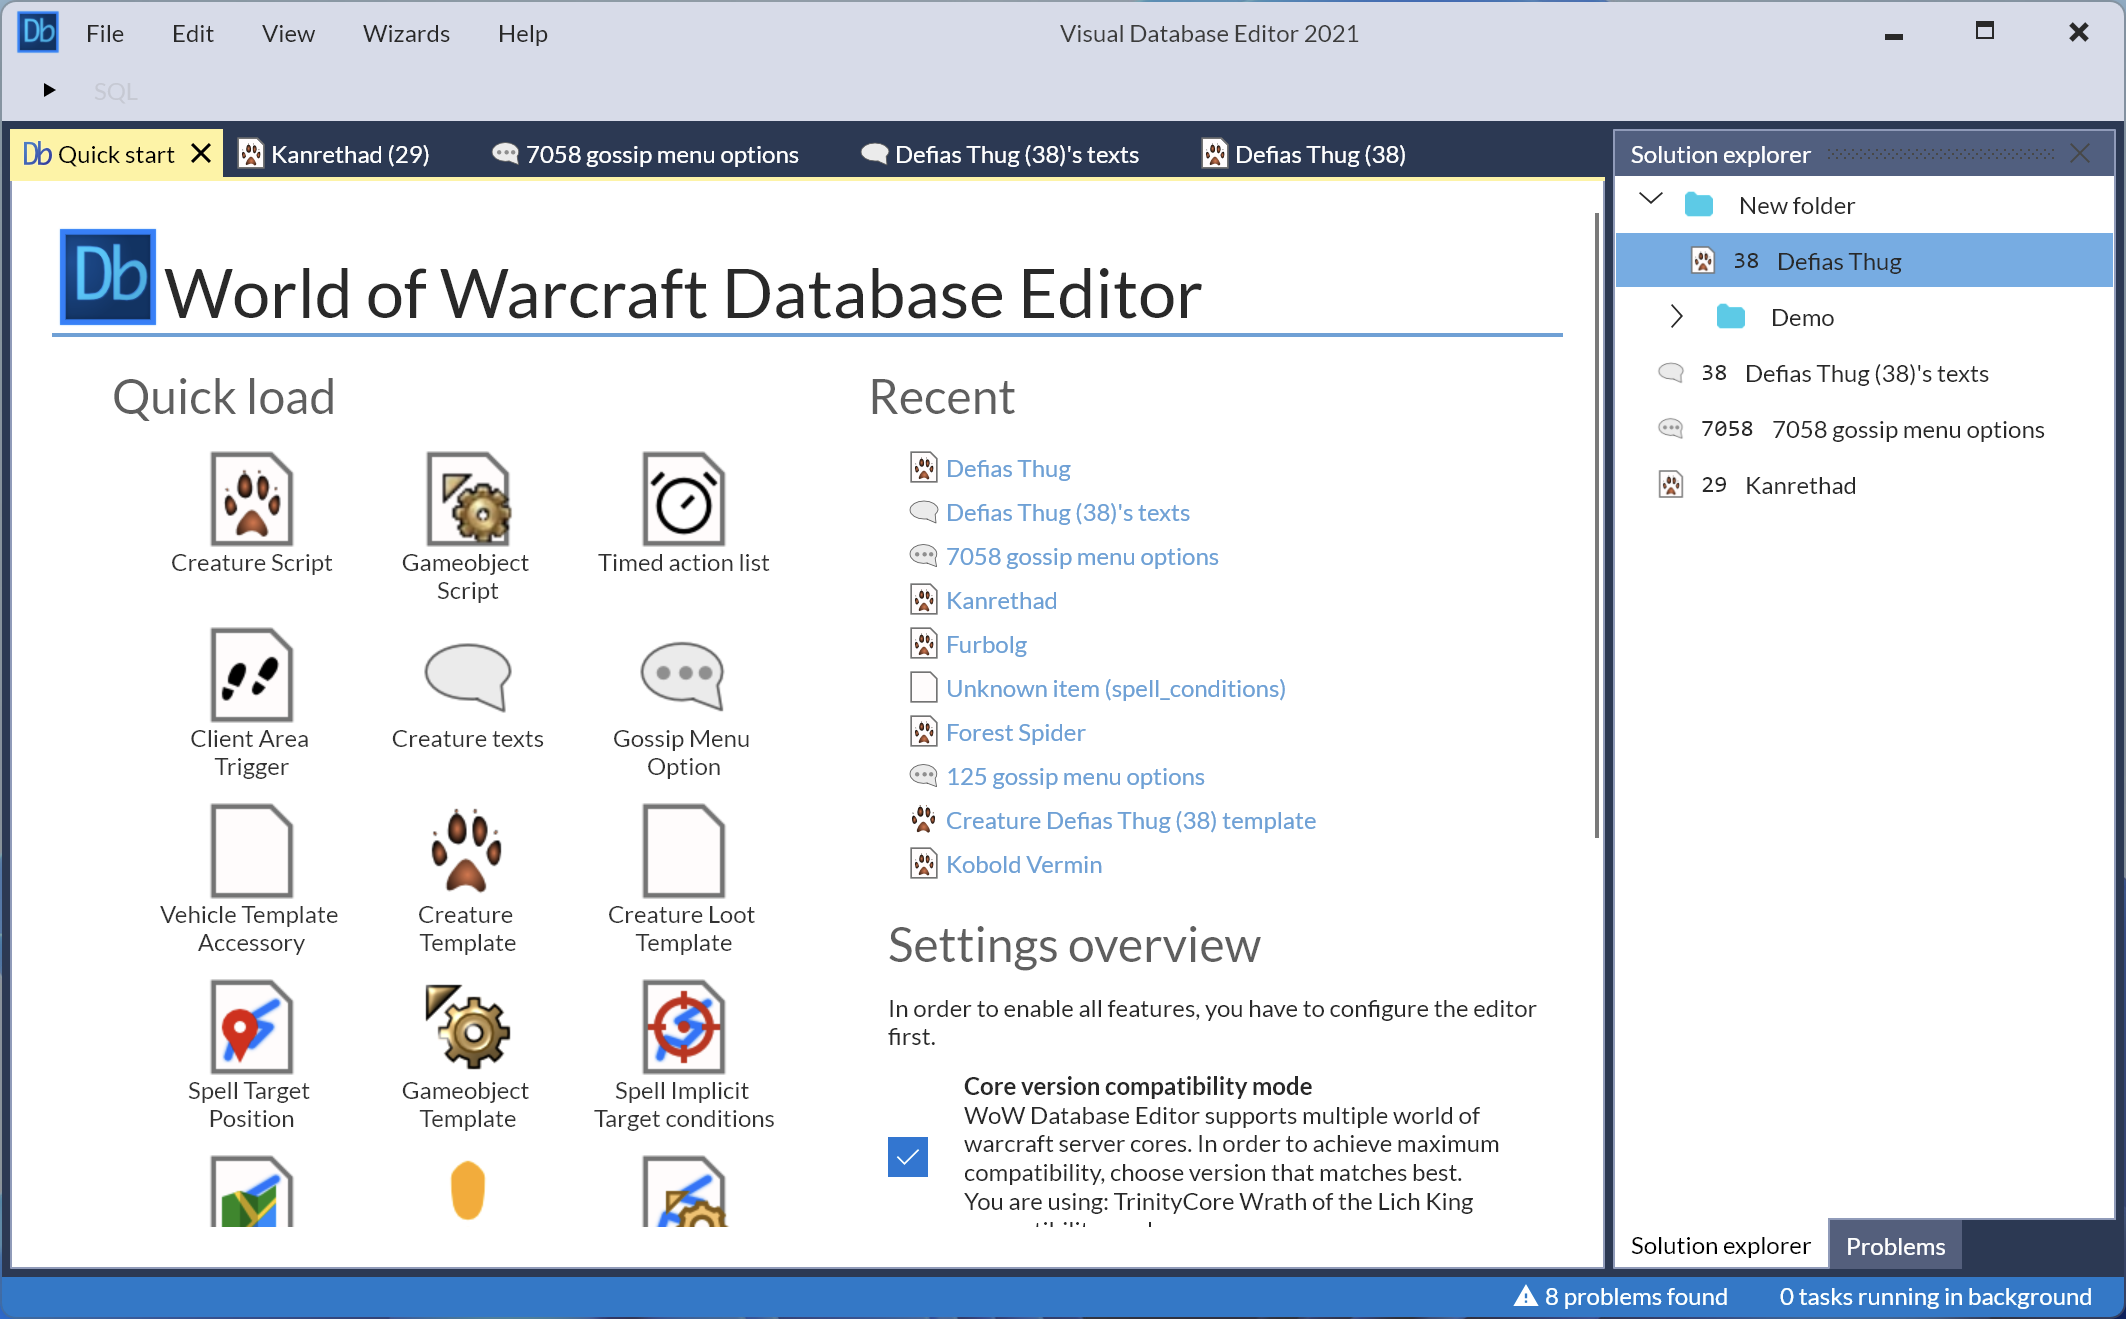 Db File Edit View Wizards Help Visual Database Editor 2021
SQL
Db Quick start Kanrethad (29) 7058 gossip menu options Defias Thug (38)'s texts Defias Thug (38)
Solution explorer
New folder
38 Defias Thug
Demo
38 Defias Thug (38)'s texts
7058 7058 gossip menu options
29 Kanrethad
Db World of Warcraft Database Editor
Quick load
Creature Script
Gameobject
Script
Timed action list
Client Area
Trigger
Creature texts
Gossip Menu
Option
Vehicle Template
Accessory
Creature
Template
Creature Loot
Template
Spell Target
Position
Gameobject
Template
Spell Implicit
Target conditions
Recent
Defias Thug
Defias Thug (38)'s texts
7058 gossip menu options
Kanrethad
Furbolg
Unknown item (spell_conditions)
Forest Spider
125 gossip menu options
Creature Defias Thug (38) template
Kobold Vermin
Settings overview
In order to enable all features, you have to configure the editor
first.
Core version compatibility mode
WoW Database Editor supports multiple world of
warcraft server cores. In order to achieve maximum
compatibility, choose version that matches best.
You are using: TrinityCore Wrath of the Lich King
Solution explorer Problems
8 problems found 0 tasks running in background